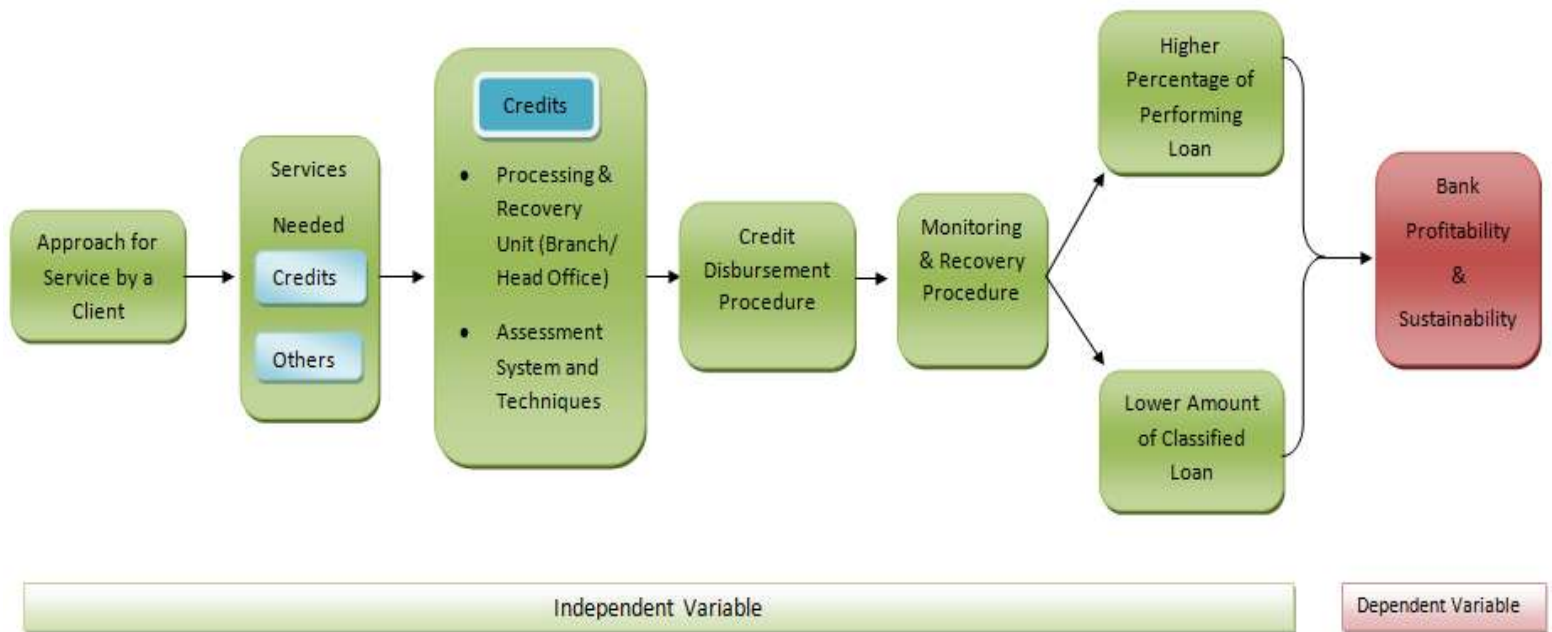 Approach for
Service by a
Client
Services
Needed
Credits
Others
Credits
• Processing &
Recovery
Unit (Branch/
Head Office)
• Assessment
System and
Techniques
Credit
Disbursement
Procedure
Monitoring
& Recovery
Procedure
Higher
Percentage of
Performing
Loan
Lower Amount
of Classified
Loan
Bank
Profitability
&
Sustainability
Independent Variable
Dependent Variable